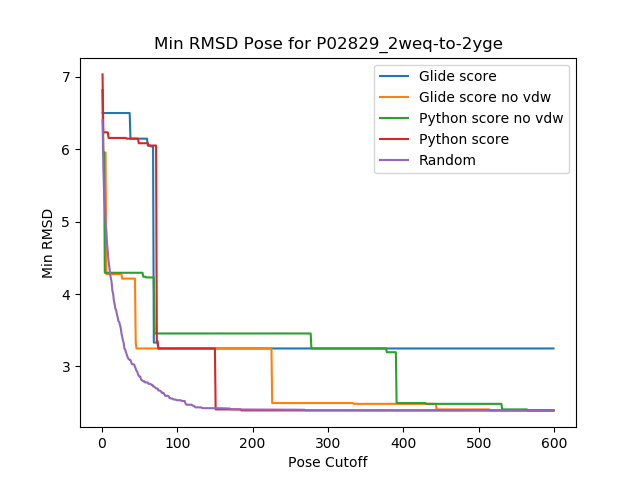 Min RMSD Pose for P02829_2weq-to-2yge
7
6
5
4
3
Min RMSD
0
100
200
300
400
500
600
Pose Cutoff
Glide score
Glide score no vdw
Python score no vdw
Python score
Random